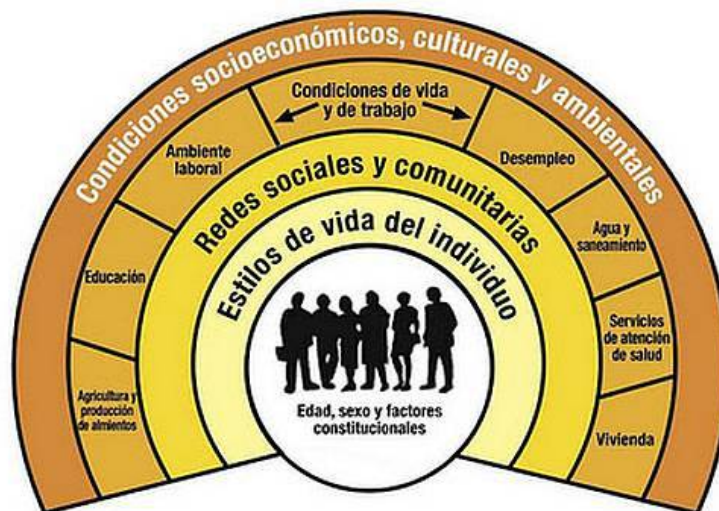 Condiciones socioeconómicos, culturales y ambientales
Condiciones de vida
y de trabajo
Ambiente
laboral
Desempleo
Redes sociales y comunitarias
Agua y
saneamiento
Estilos de vida del individuo
Educación
Servicios
de atención
de salud
Agricultura y
producción
de almientos
Edad, sexo y factores
constitucionales
Vivienda